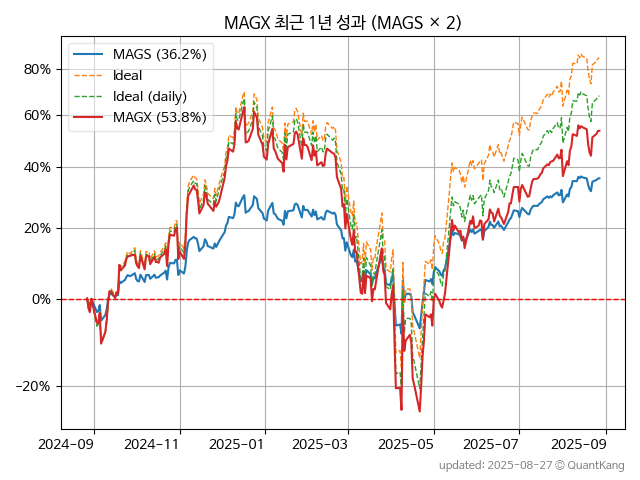 MAGX 최근 1년 성과 (MAGS × 2)
MAGS (36.2%)
Ideal
Ideal (daily)
MAGX (53.8%)
80%
60%
40%
20%
0%
−20%
2024-09 2024-11 2025-01 2025-03 2025-05 2025-07 2025-09
updated: 2025-08-27 © QuantKang